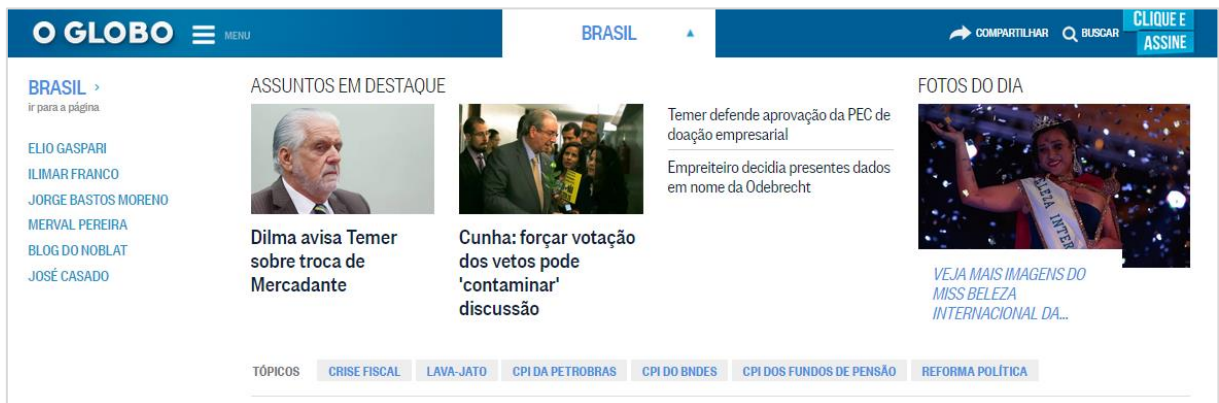 O GLOBO
MENU
BRASIL
COMPARTILHAR
BUSCAR
CLIQUE E
ASSINE
BRASIL >
ir para a página
ELIO GASPARI
ILIMAR FRANCO
JORGE BASTOS MORENO
MERVAL PEREIRA
BLOG DO NOBLAT
JOSÉ CASADO
ASSUNTOS EM DESTAQUE
Dilma avisa Temer
sobre troca de
Mercadante
Cunha: forçar votação
dos vetos pode
'contaminar'
discussão
Temer defende aprovação da PEC de
doação empresarial
Empreiteiro decidia presentes dados
em nome da Odebrecht
FOTOS DO DIA
LEZA INTER
VEJA MAIS IMAGENS DO
MISS BELEZA
INTERNACIONAL DA...
TÓPICOS
CRISE FISCAL
LAVA-JATO
CPI DA PETROBRAS
CPI DO BNDES
CPI DOS FUNDOS DE PENSÃO
REFORMA POLÍTICA